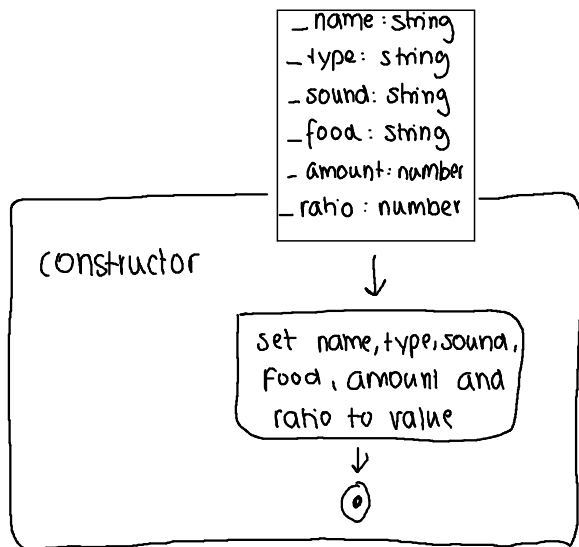 _name: string
_type: string
_sound: string
_food: string
_amount: number
_ratio: number
constructor
set name, type, sound,
food, amount and
ratio to value